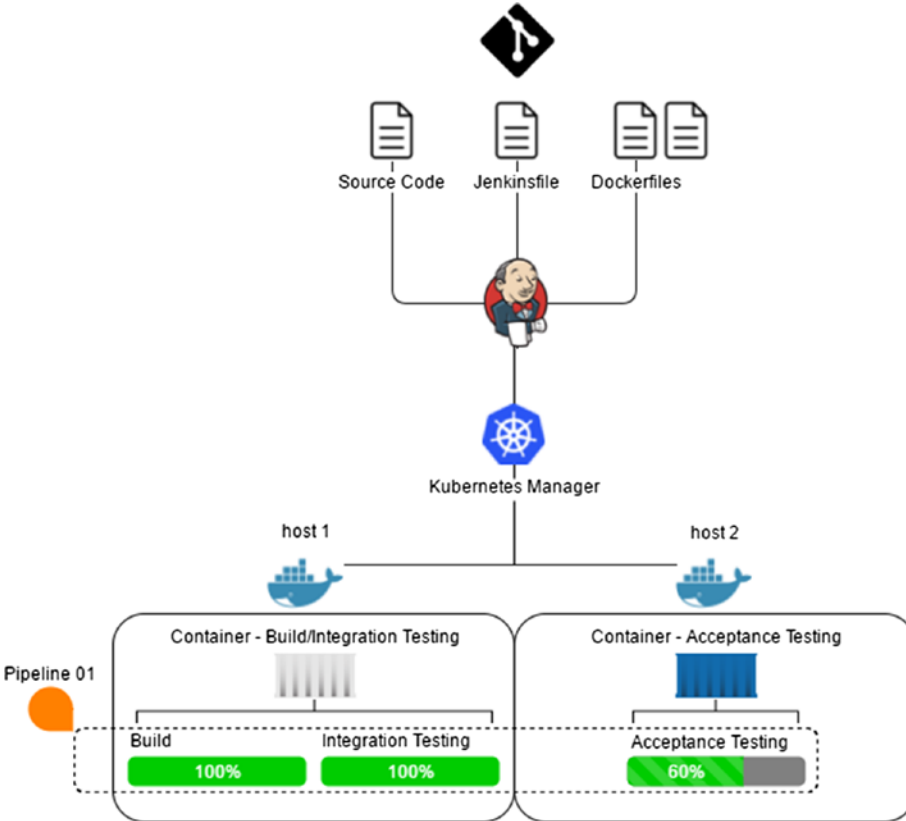 Source Code
Jenkinsfile
Dockerfiles
Kubernetes Manager
host 1
host 2
Container - Build/Integration Testing
Container - Acceptance Testing
Pipeline 01
Build
Integration Testing
Acceptance Testing
100%
100%
60%